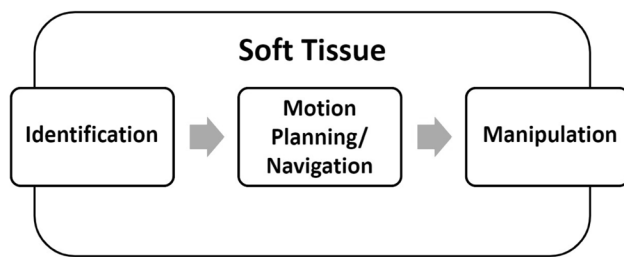 Soft Tissue
Identification
Motion
Planning/
Navigation
Manipulation